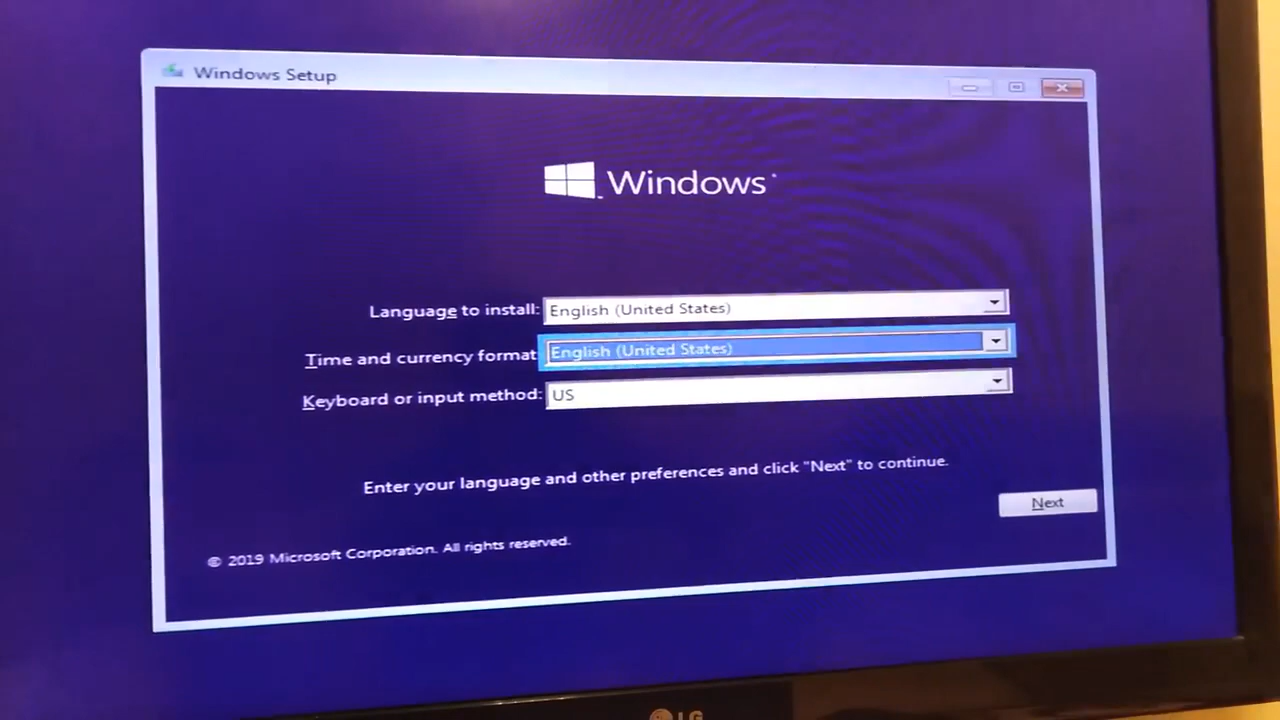 Windows Setup
Windows
Language to install: English (United States)
Time and currency format English (United States)
Keyboard or input method: US
Enter your language and other preferences and click "Next" to continue.
Next
© 2019 Microsoft Corporation. All rights reserved.
LG